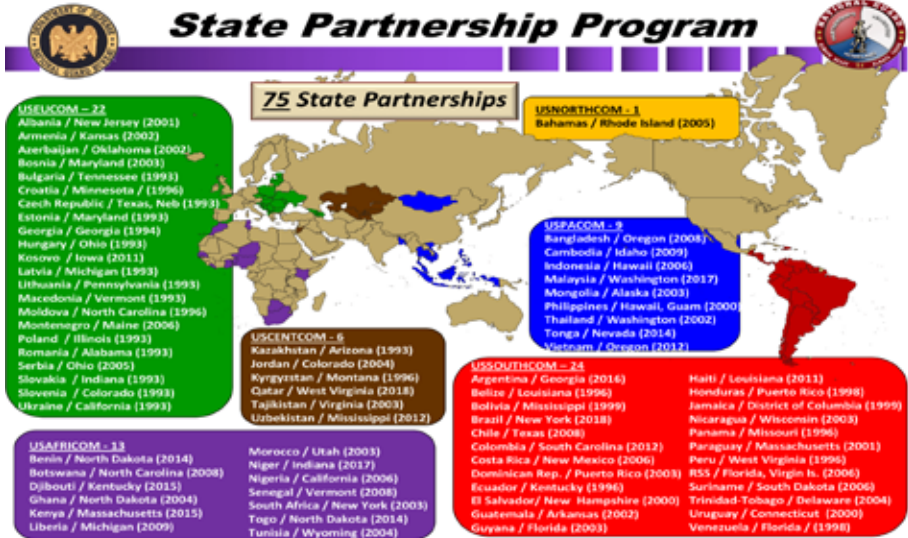 State Partnership Program
75 State Partnerships
USEUCOM – 22
Albania / New Jersey (2001)
Armenia / Kansas (2002)
Azerbaijan / Oklahoma (2002)
Bosnia / Maryland (2003)
Bulgaria / Tennessee (1993)
Croatia / Minnesota / (1996)
Czech Republic / Texas, Neb (1993)
Estonia / Maryland (1993)
Georgia / Georgia (1994)
Hungary / Ohio (1993)
Kosovo / Iowa (2011)
Latvia / Michigan (1993)
Lithuania / Pennsylvania (1993)
Macedonia / Vermont (1993)
Moldova / North Carolina (1996)
Montenegro / Maine (2006)
Poland / Illinois (1993)
Romania / Alabama (1993)
Serbia / Ohio (2005)
Slovakia / Indiana (1993)
Slovenia / Colorado (1993)
Ukraine / California (1993)
USNORTHCOM - 1
Bahamas / Rhode Island (2005)
USPACOM - 9
Bangladesh / Oregon (2008)
Cambodia / Idaho (2009)
Indonesia / Hawaii (2006)
Malaysia / Washington (2017)
Mongolia / Alaska (2003)
Philippines / Hawaii, Guam (2000)
Thailand / Washington (2002)
Tonga / Nevada (2014)
Vietnam / Oregon (2012)
USCENTCOM - 6
Kazakhstan / Arizona (1993)
Jordan / Colorado (2004)
Kyrgyzstan / Montana (1996)
Qatar / West Virginia (2018)
Tajikistan / Virginia (2003)
Uzbekistan / Mississippi (2012)
USSOUTHCOM – 24
Argentina / Georgia (2016)
Belize / Louisiana (1996)
Bolivia / Mississippi (1999)
Brazil / New York (2018)
Chile / Texas (2008)
Colombia / South Carolina (2012)
Costa Rica / New Mexico (2006)
Dominican Rep. / Puerto Rico (2003)
Ecuador / Kentucky (1996)
El Salvador/ New Hampshire (2000)
Guatemala / Arkansas (2002)
Guyana / Florida (2003)
Haiti / Louisiana (2011)
Honduras / Puerto Rico (1998)
Jamaica / District of Columbia (1999)
Nicaragua / Wisconsin (2003)
Panama / Missouri (1996)
Paraguay / Massachusetts (2001)
Peru / West Virginia (1996)
RSS / Florida, Virgin Is. (2006)
Suriname / South Dakota (2006)
Trinidad-Tobago / Delaware (2004)
Uruguay / Connecticut (2000)
Venezuela / Florida / (1998)
USAFRICOM - 13
Benin / North Dakota (2014)
Botswana / North Carolina (2008)
Djibouti / Kentucky (2015)
Ghana / North Dakota (2004)
Kenya / Massachusetts (2015)
Liberia / Michigan (2009)
Morocco / Utah (2003)
Niger / Indiana (2017)
Nigeria / California (2006)
Senegal / Vermont (2008)
South Africa / New York (2003)
Togo / North Dakota (2014)
Tunisia / Wyoming (2004)